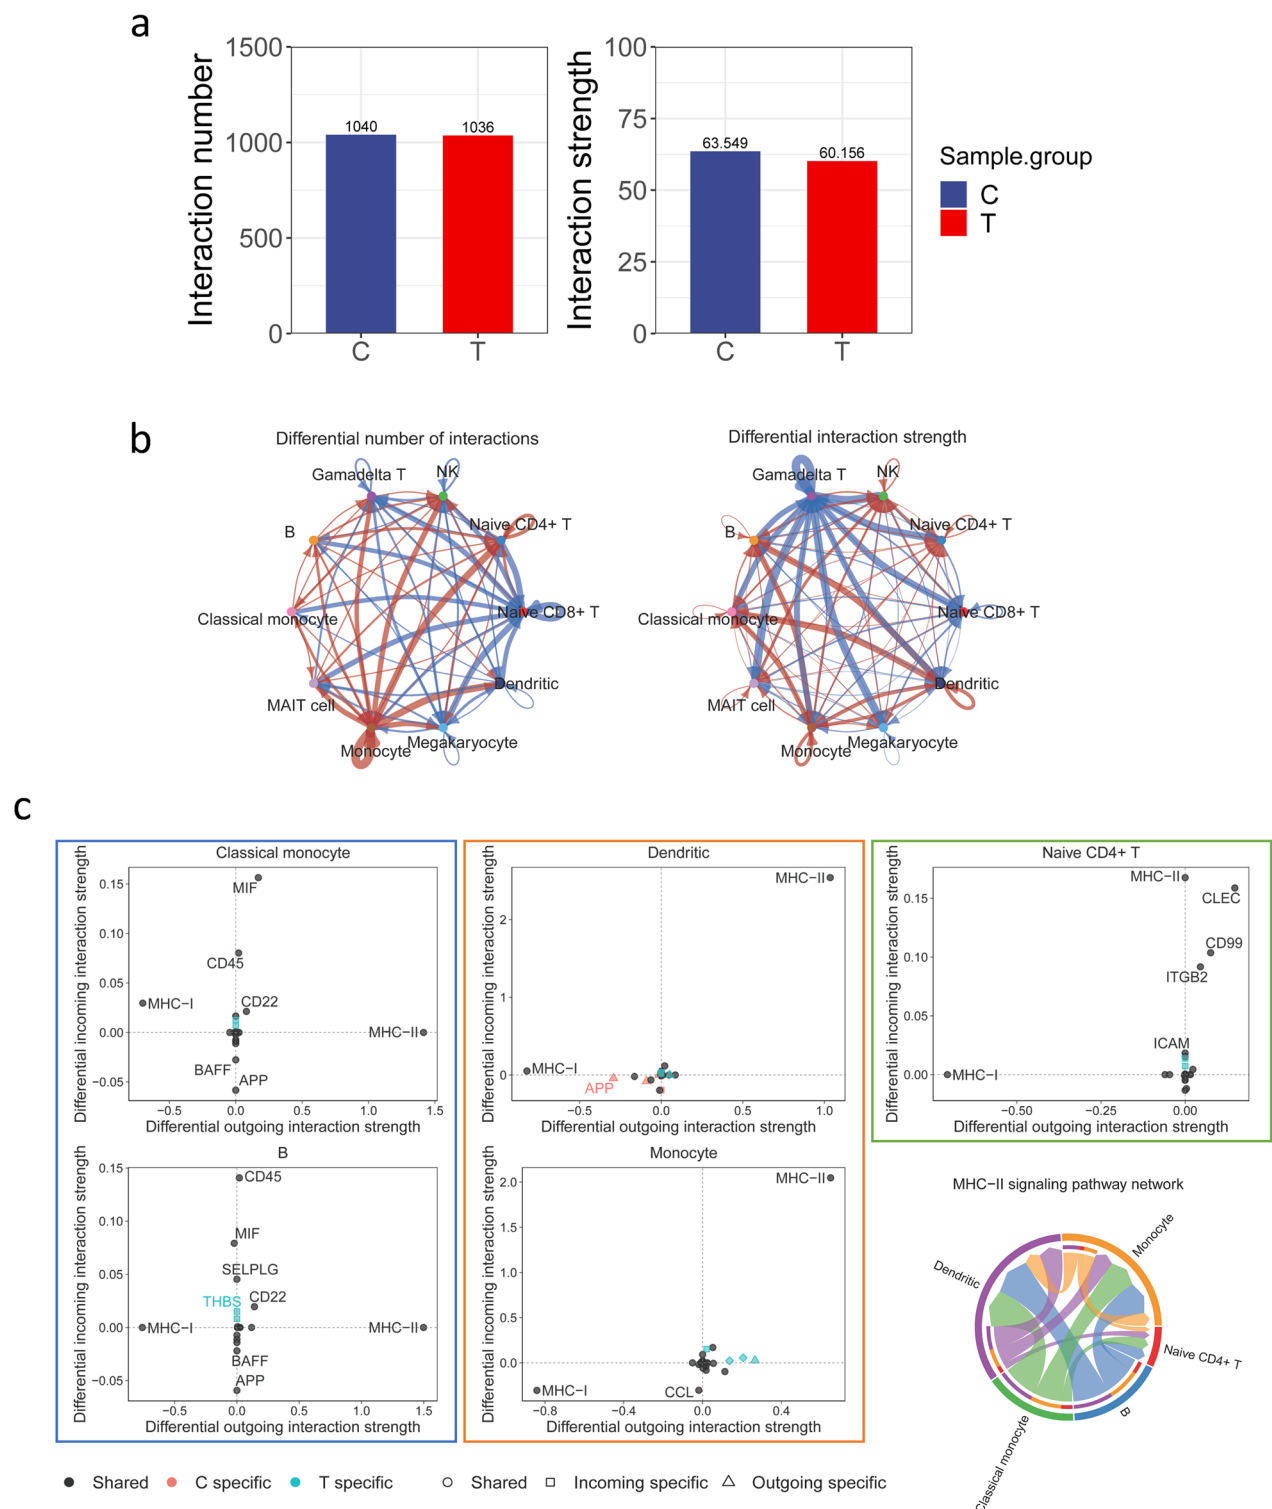 a
Interaction number
1500
1000
500
0
1040
1036
C
T
Interaction strength
100
75
50
25
0
63.549
60.156
C
T
Sample.group
C
T
b
Differential number of interactions
Gamadelta T
NK
B
Naive CD4+ T
Classical monocyte
Naive CD8+ T
MAIT cell
Dendritic
Monocyte
Megakaryocyte
Differential interaction strength
Gamadelta T
NK
B
Naive CD4+ T
Classical monocyte
Naive CD8+ T
MAIT cell
Dendritic
Monocyte
Megakaryocyte
c
Classical monocyte
Differential incoming interaction strength
0.15
0.05
0.00
−0.05
MIF
CD45
MHC−I
CD22
MHC−II
BAFF
APP
−0.5
0.0
0.5
1.0
1.5
Differential outgoing interaction strength
Dendritic
Differential incoming interaction strength
2
1
0
MHC−II
MHC−I
APP
−0.5
0.0
0.5
1.0
Differential outgoing interaction strength
Naive CD4+ T
Differential incoming interaction strength
0.15
0.10
0.05
0.00
MHC−II
CLEC
CD99
ITGB2
ICAM
MHC−I
−0.50
−0.25
0.00
Differential outgoing interaction strength
B
Differential incoming interaction strength
0.15
0.10
0.05
0.00
−0.05
CD45
MIF
SELPLG
THBS
CD22
MHC−I
MHC−II
BAFF
APP
−0.5
0.0
0.5
1.0
1.5
Differential outgoing interaction strength
Monocyte
Differential incoming interaction strength
2.0
1.5
1.0
0.5
0.0
MHC−II
MHC−I
CCL
−0.8
−0.4
0.0
0.4
Differential outgoing interaction strength
MHC−II signaling pathway network
Monocyte
Dendritic
Naive CD4+ T
B
Classical monocyte
Shared
C specific
T specific
Shared
Incoming specific
Outgoing specific